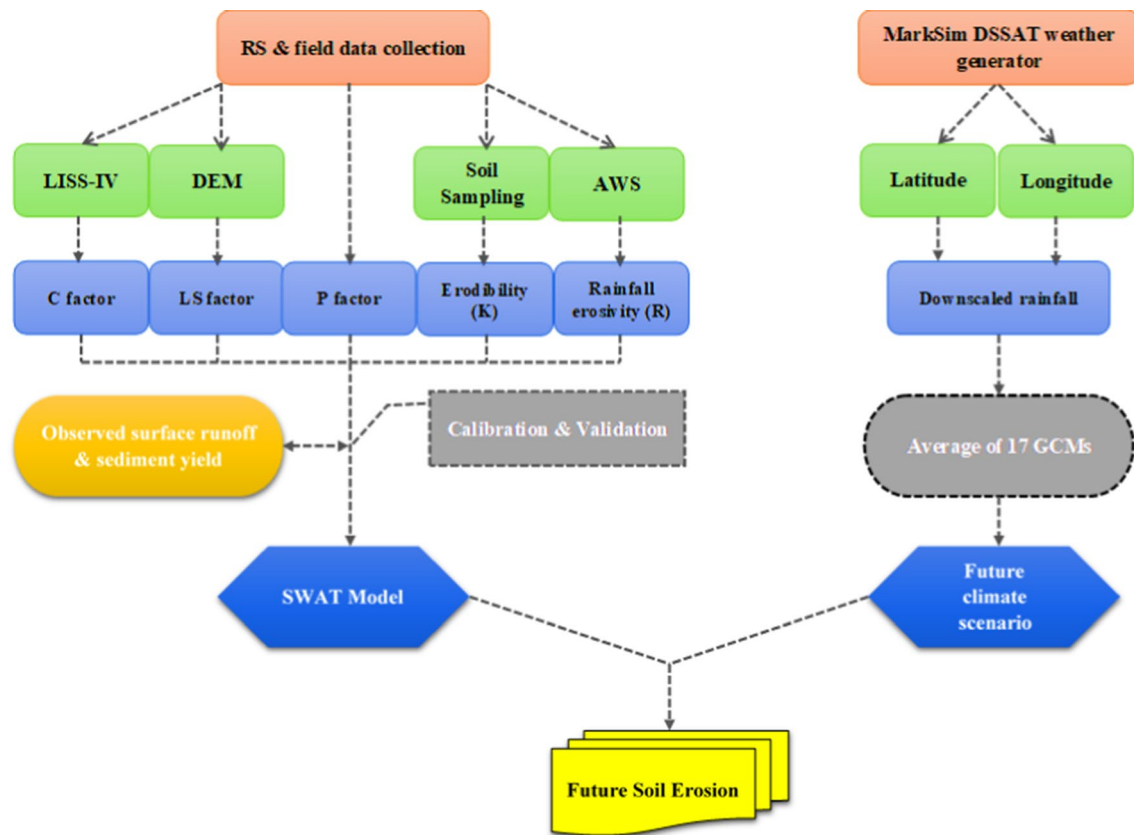 RS & field data collection
MarkSim DSSAT weather
generator
LISS-IV
DEM
Soil
Sampling
AWS
Latitude
Longitude
C factor
LS factor
P factor
Erodibility
(K)
Rainfall
erosivity (R)
Downscaled rainfall
Observed surface runoff
& sediment yield
Calibration & Validation
Average of 17 GCMs
SWAT Model
Future
climate
scenario
Future Soil Erosion